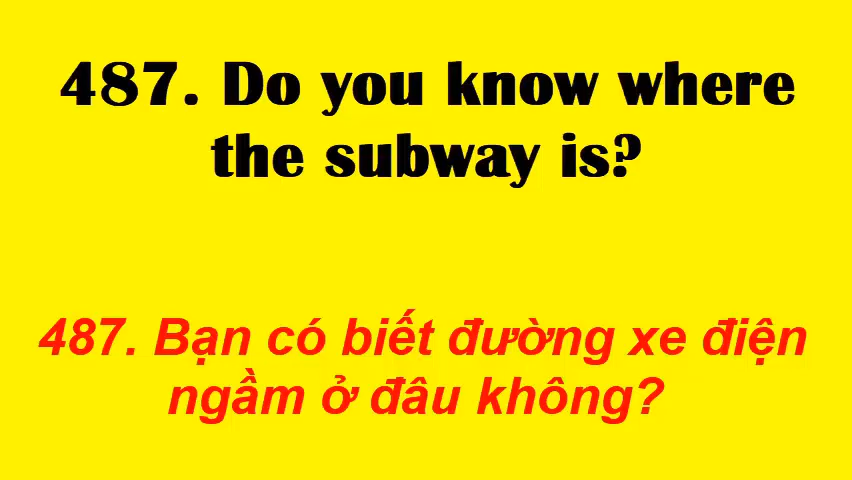 487. Do you know where
the subway is?
487. Bạn có biết đường xe điện
ngầm ở đâu không?